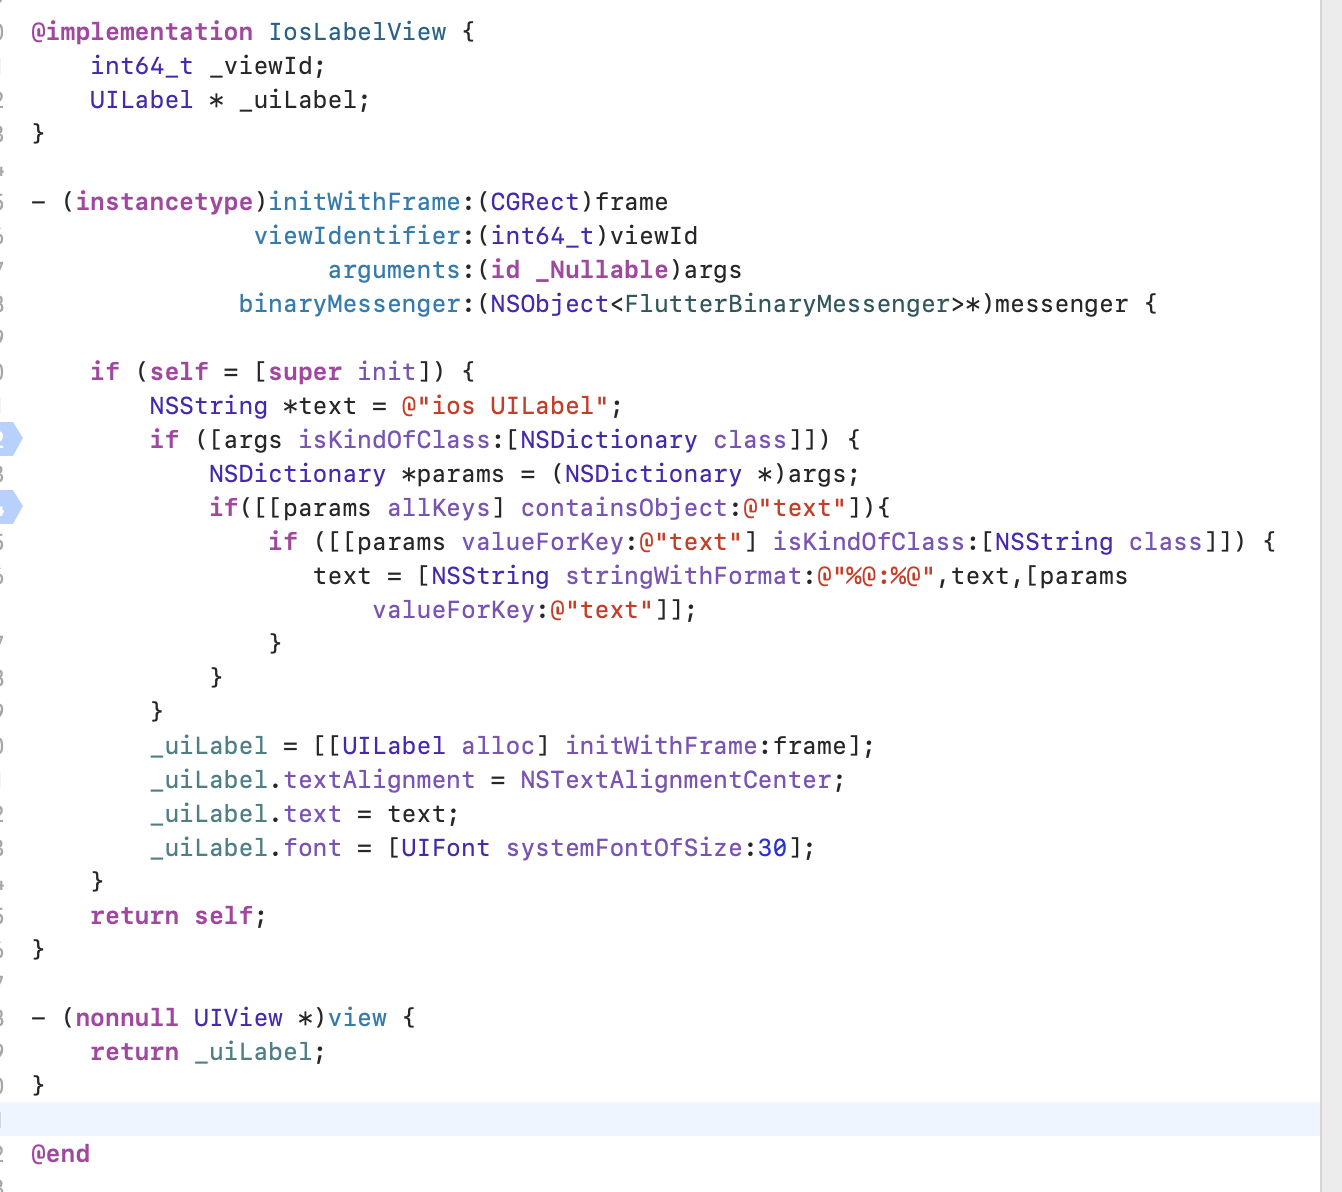 @implementation IosLabelView {
    int64_t _viewId;
    UILabel * _uiLabel;
}

- (instancetype)initWithFrame:(CGRect)frame
               viewIdentifier:(int64_t)viewId
                    arguments:(id _Nullable)args
              binaryMessenger:(NSObject<FlutterBinaryMessenger>*)messenger {

    if (self = [super init]) {
        NSString *text = @"ios UILabel";
        if ([args isKindOfClass:[NSDictionary class]]) {
            NSDictionary *params = (NSDictionary *)args;
            if([[params allKeys] containsObject:@"text"]){
                if ([[params valueForKey:@"text"] isKindOfClass:[NSString class]]) {
                   text = [NSString stringWithFormat:@"%@:%@",text,[params
                       valueForKey:@"text"]];
                }
            }
        }
        _uiLabel = [[UILabel alloc] initWithFrame:frame];
        _uiLabel.textAlignment = NSTextAlignmentCenter;
        _uiLabel.text = text;
        _uiLabel.font = [UIFont systemFontOfSize:30];
    }
    return self;
}

- (nonnull UIView *)view {
    return _uiLabel;
}

@end